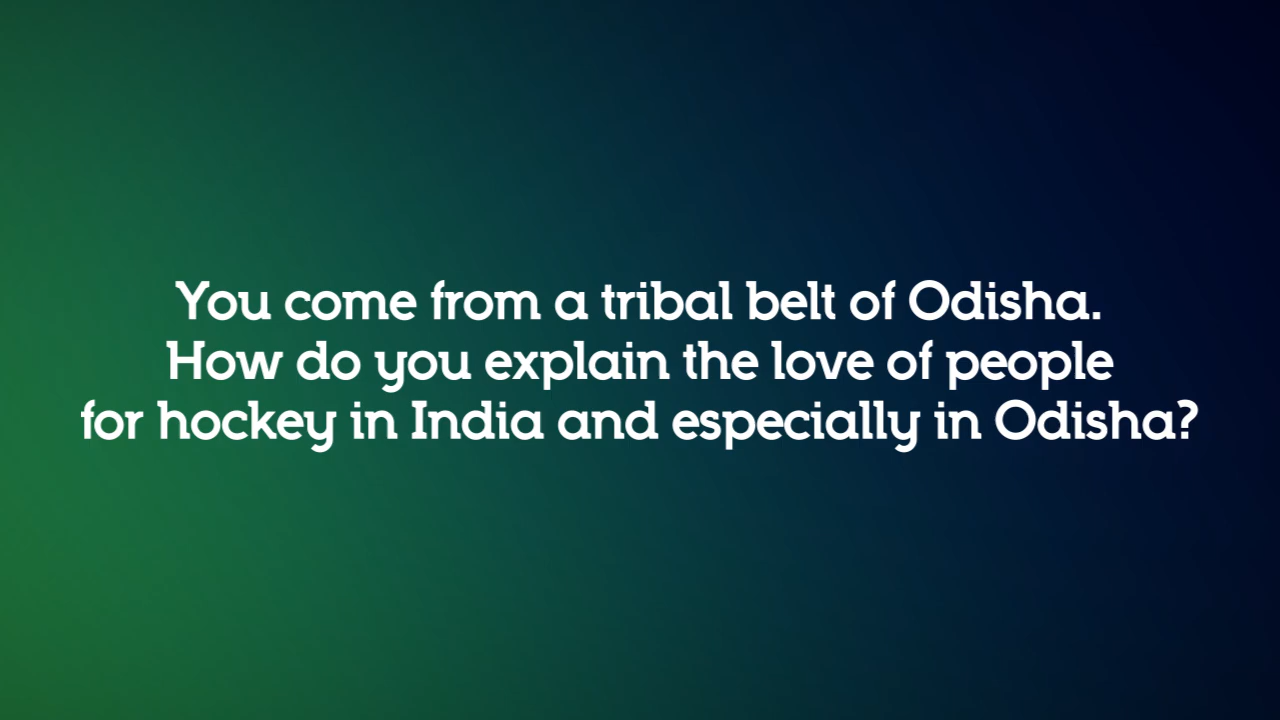 You come from a tribal belt of Odisha.
How do you explain the love of people
for hockey in India and especially in Odisha?